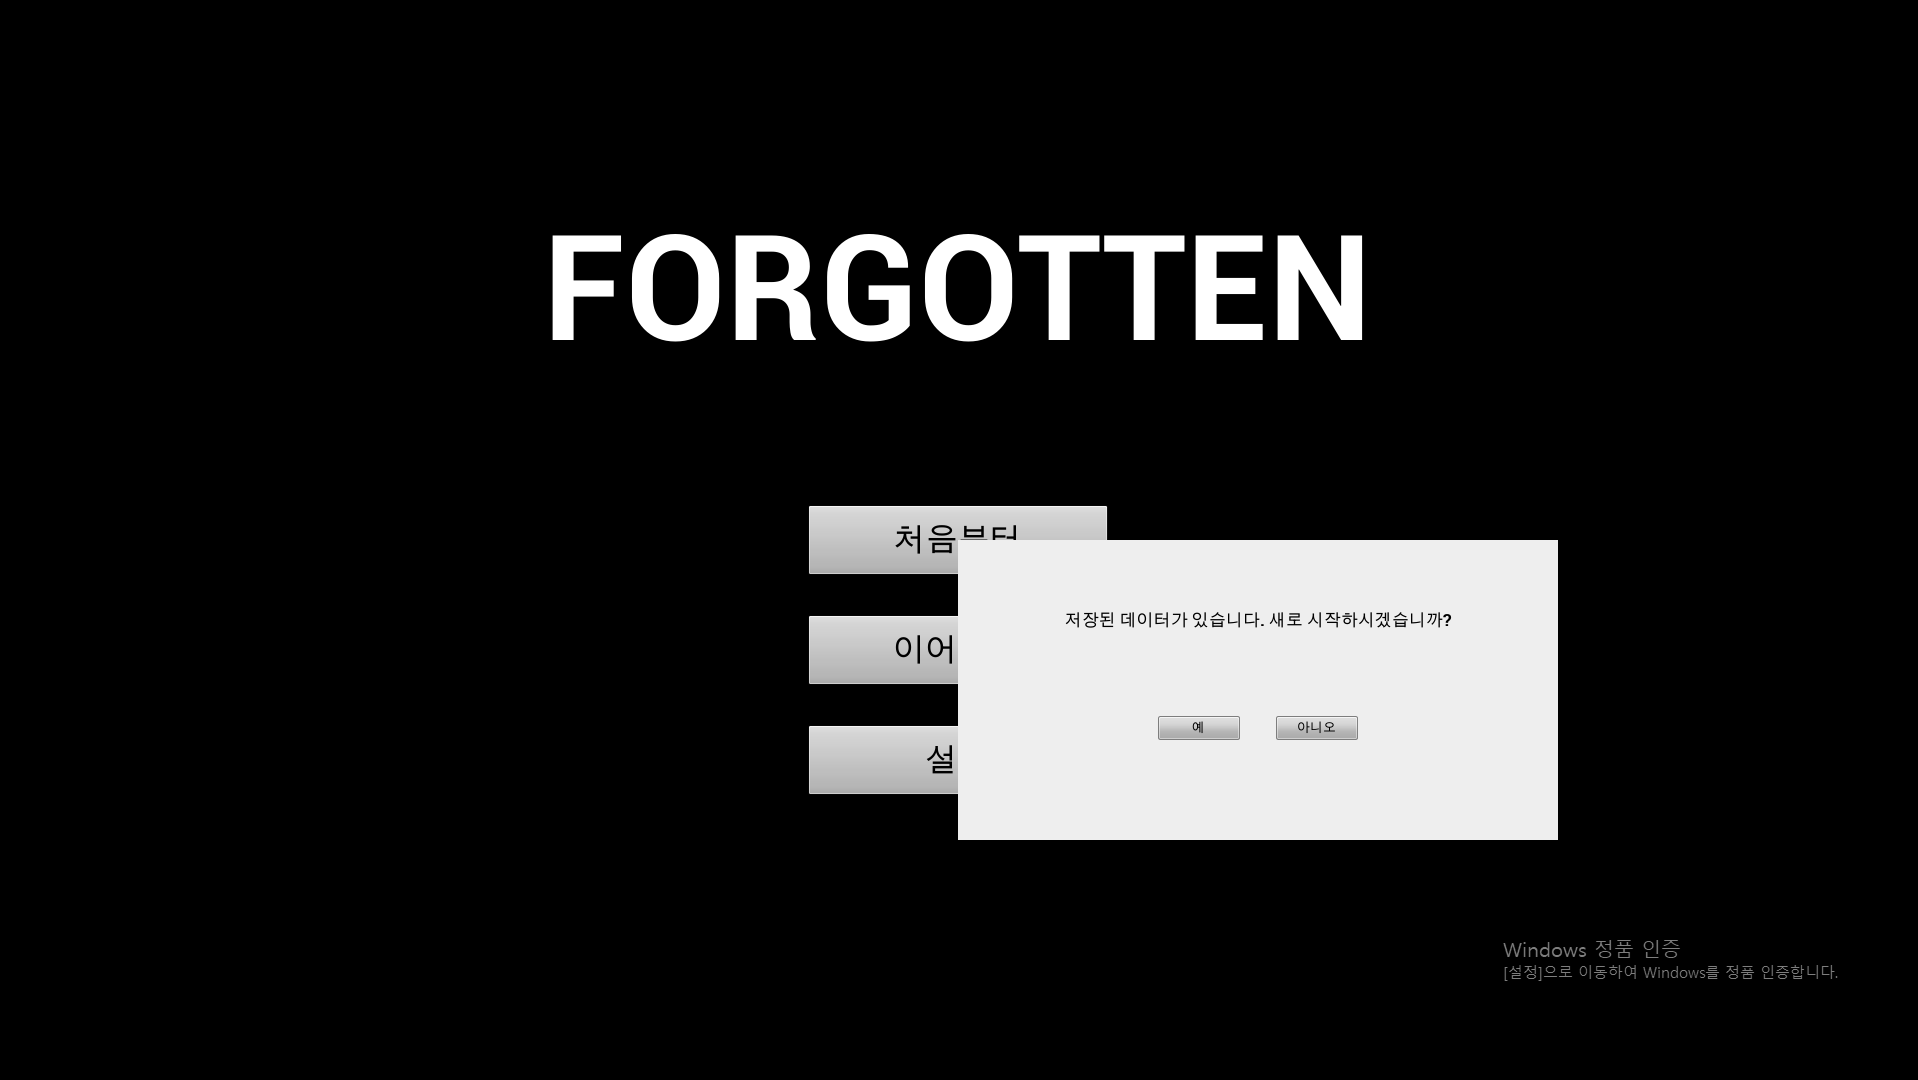 FORGOTTEN
처음부터
이어
설
저장된 데이터가 있습니다. 새로 시작하시겠습니까?
예
아니오
Windows 정품 인증
[설정]으로 이동하여 Windows를 정품 인증합니다.